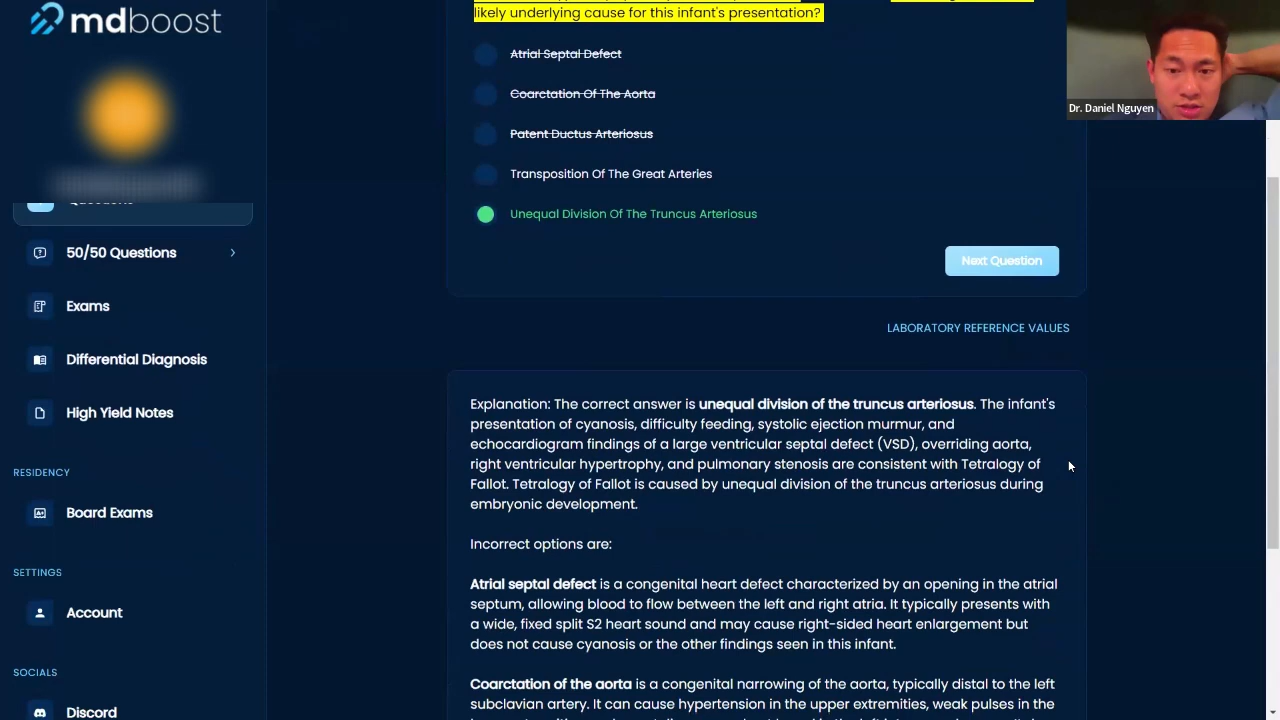 mdboost
likely underlying cause for this infant's presentation?
Atrial Septal Defect
Coarctation Of The Aorta
Patent Ductus Arteriosus
Transposition Of The Great Arteries
Unequal Division Of The Truncus Arteriosus
Next Question
Dr. Daniel Nguyen
Questions
50/50 Questions
Exams
Differential Diagnosis
High Yield Notes
RESIDENCY
Board Exams
SETTINGS
Account
SOCIALS
Discord
LABORATORY REFERENCE VALUES
Explanation: The correct answer is unequal division of the truncus arteriosus. The infant's
presentation of cyanosis, difficulty feeding, systolic ejection murmur, and
echocardiogram findings of a large ventricular septal defect (VSD), overriding aorta,
right ventricular hypertrophy, and pulmonary stenosis are consistent with Tetralogy of
Fallot. Tetralogy of Fallot is caused by unequal division of the truncus arteriosus during
embryonic development.
Incorrect options are:
Atrial septal defect is a congenital heart defect characterized by an opening in the atrial
septum, allowing blood to flow between the left and right atria. It typically presents with
a wide, fixed split S2 heart sound and may cause right-sided heart enlargement but
does not cause cyanosis or the other findings seen in this infant.
Coarctation of the aorta is a congenital narrowing of the aorta, typically distal to the left
subclavian artery. It can cause hypertension in the upper extremities, weak pulses in the